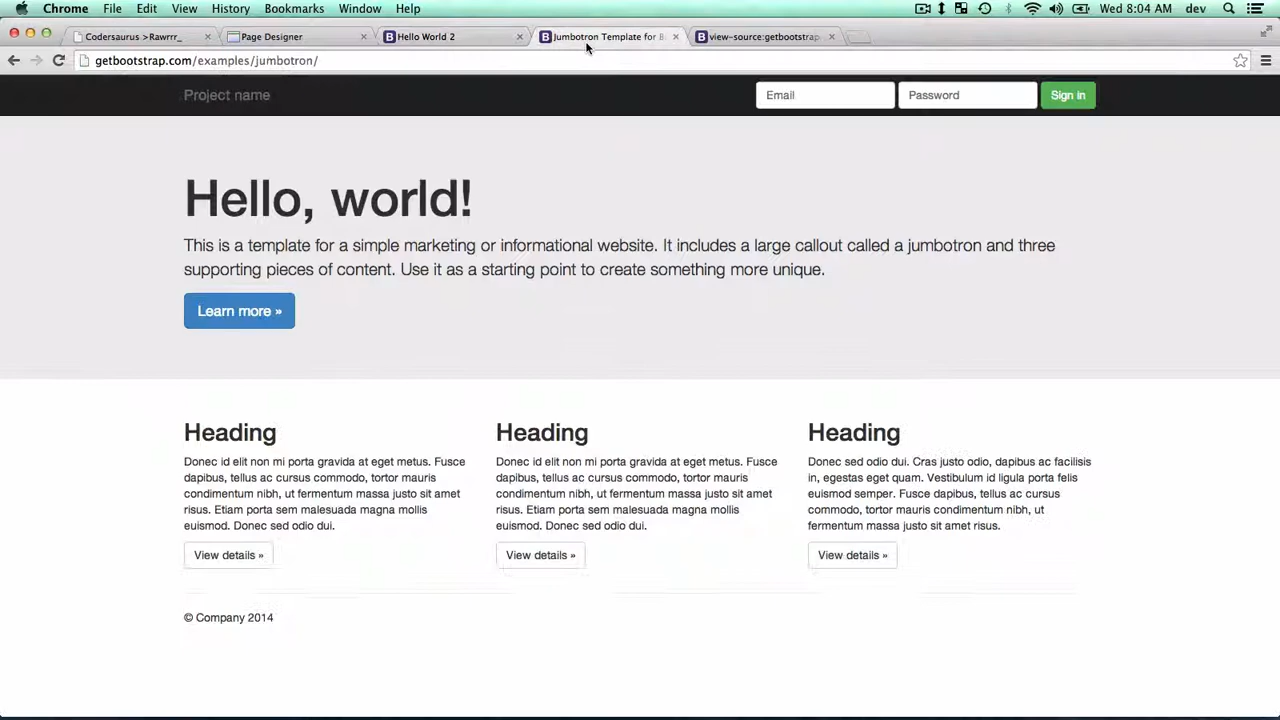 Chrome File Edit View History Bookmarks Window Help Wed 8:04 AM dev
Codersaurus >Rawrrr_ Page Designer Hello World 2 Jumbotron Template for B view-source:getbootstrap
getbootstrap.com/examples/jumbotron/
Project name Email Password Sign in
Hello, world!
This is a template for a simple marketing or informational website. It includes a large callout called a jumbotron and three
supporting pieces of content. Use it as a starting point to create something more unique.
Learn more »
Heading
Donec id elit non mi porta gravida at eget metus. Fusce
dapibus, tellus ac cursus commodo, tortor mauris
condimentum nibh, ut fermentum massa justo sit amet
risus. Etiam porta sem malesuada magna mollis
euismod. Donec sed odio dui.
View details »
Heading
Donec id elit non mi porta gravida at eget metus. Fusce
dapibus, tellus ac cursus commodo, tortor mauris
condimentum nibh, ut fermentum massa justo sit amet
risus. Etiam porta sem malesuada magna mollis
euismod. Donec sed odio dui.
View details »
Heading
Donec sed odio dui. Cras justo odio, dapibus ac facilisis
in, egestas eget quam. Vestibulum id ligula porta felis
euismod semper. Fusce dapibus, tellus ac cursus
commodo, tortor mauris condimentum nibh, ut
fermentum massa justo sit amet risus.
View details »
© Company 2014